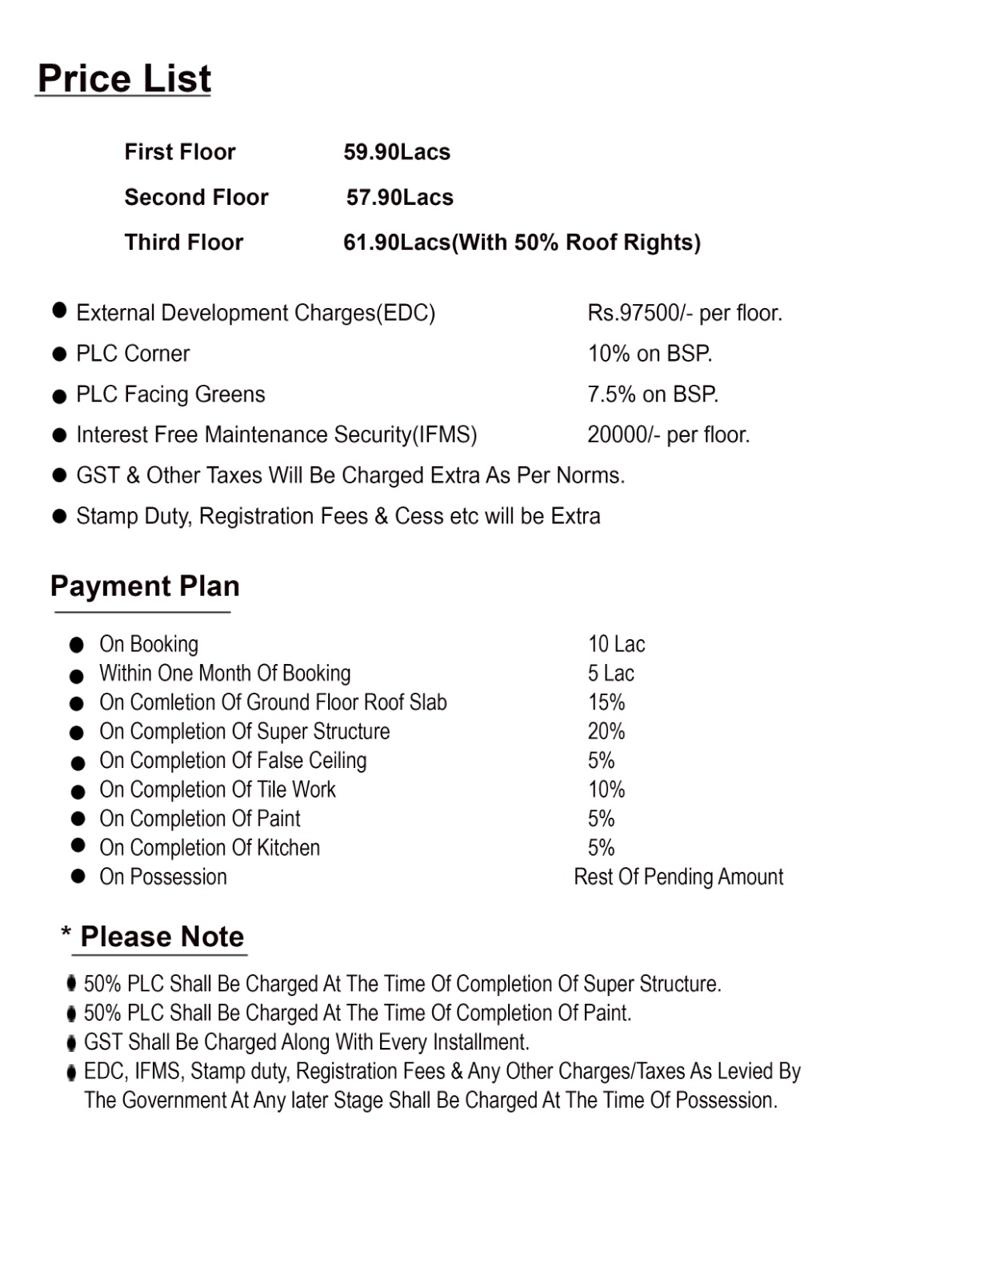 Price List
First Floor 59.90Lacs
Second Floor 57.90Lacs
Third Floor 61.90Lacs(With 50% Roof Rights)
● External Development Charges(EDC) Rs.97500/- per floor.
● PLC Corner 10% on BSP.
● PLC Facing Greens 7.5% on BSP.
● Interest Free Maintenance Security(IFMS) 20000/- per floor.
● GST & Other Taxes Will Be Charged Extra As Per Norms.
● Stamp Duty, Registration Fees & Cess etc will be Extra
Payment Plan
● On Booking 10 Lac
● Within One Month Of Booking 5 Lac
● On Comletion Of Ground Floor Roof Slab 15%
● On Completion Of Super Structure 20%
● On Completion Of False Ceiling 5%
● On Completion Of Tile Work 10%
● On Completion Of Paint 5%
● On Completion Of Kitchen 5%
● On Possession Rest Of Pending Amount
* Please Note
● 50% PLC Shall Be Charged At The Time Of Completion Of Super Structure.
● 50% PLC Shall Be Charged At The Time Of Completion Of Paint.
● GST Shall Be Charged Along With Every Installment.
● EDC, IFMS, Stamp duty, Registration Fees & Any Other Charges/Taxes As Levied By
The Government At Any later Stage Shall Be Charged At The Time Of Possession.